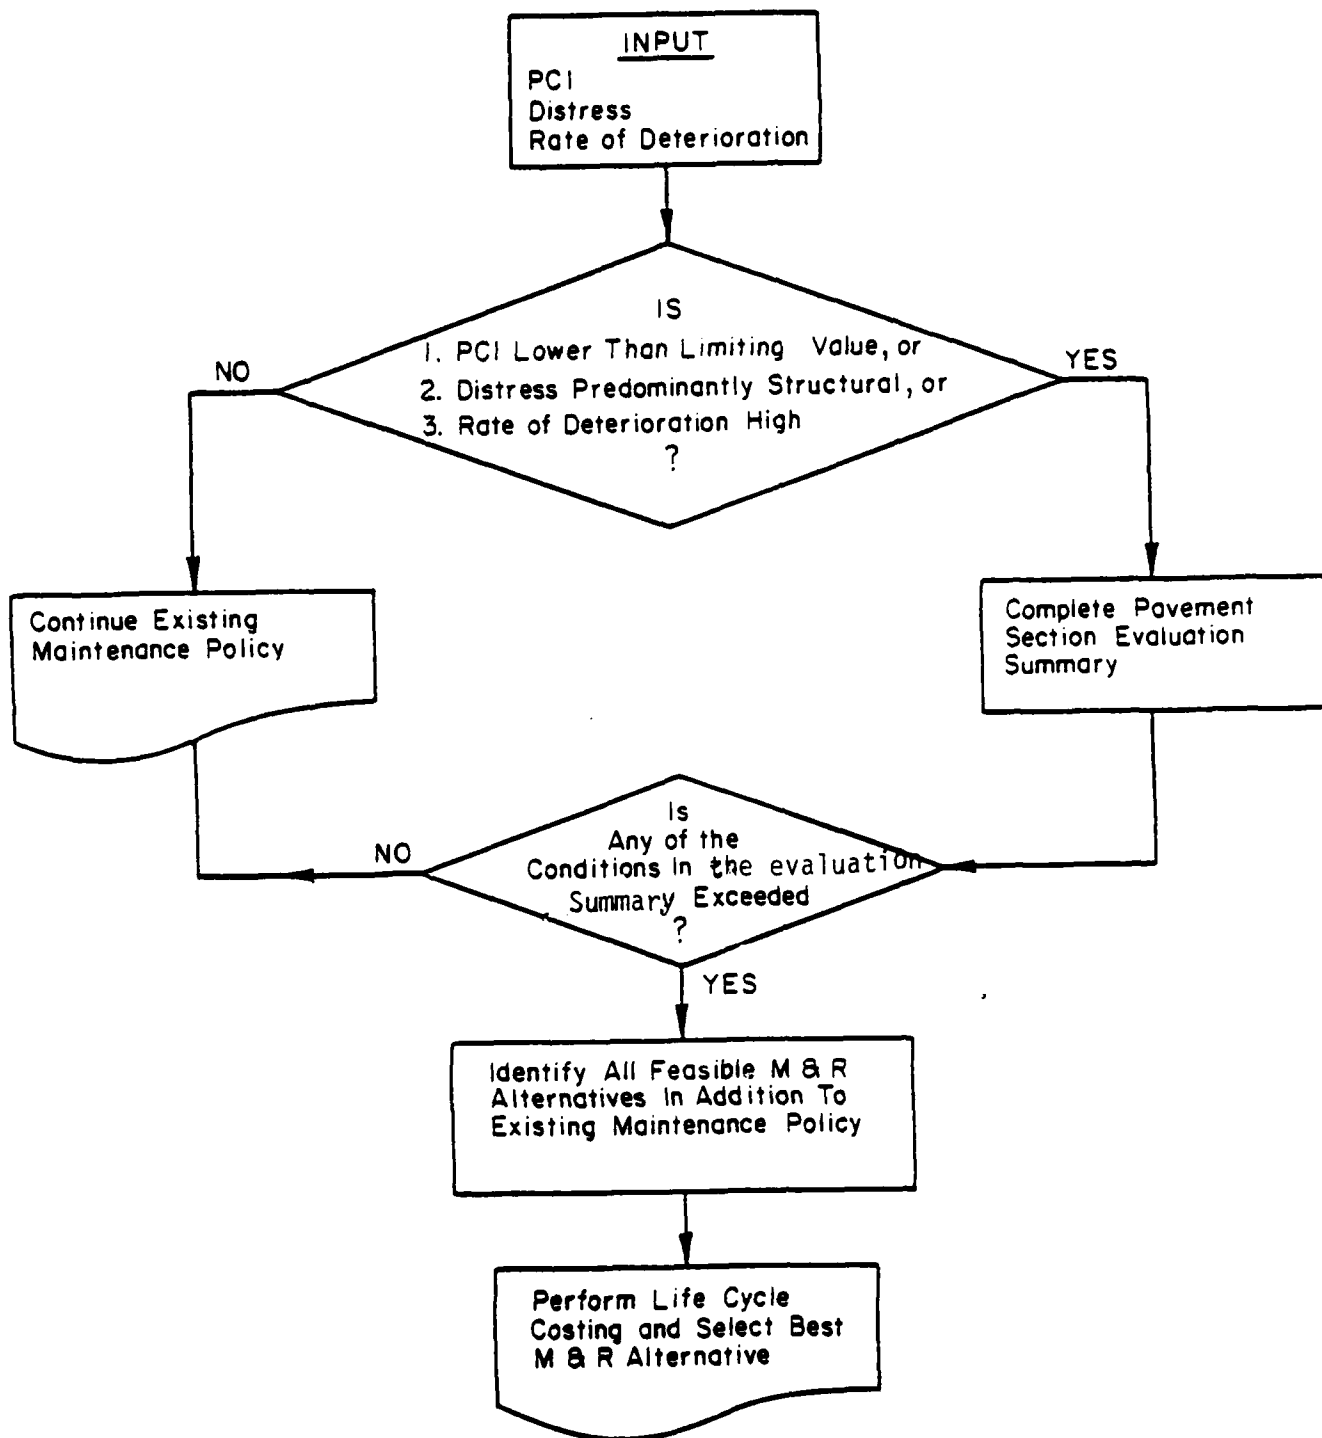 INPUT
PCI
Distress
Rate of Deterioration
IS
1. PCI Lower Than Limiting Value, or
2. Distress Predominantly Structural, or
3. Rate of Deterioration High
?
NO
YES
Continue Existing
Maintenance Policy
Complete Pavement
Section Evaluation
Summary
Is
Any of the
Conditions In the evaluation
Summary Exceeded
?
NO
YES
Identify All Feasible M & R
Alternatives In Addition To
Existing Maintenance Policy
Perform Life Cycle
Costing and Select Best
M & R Alternative